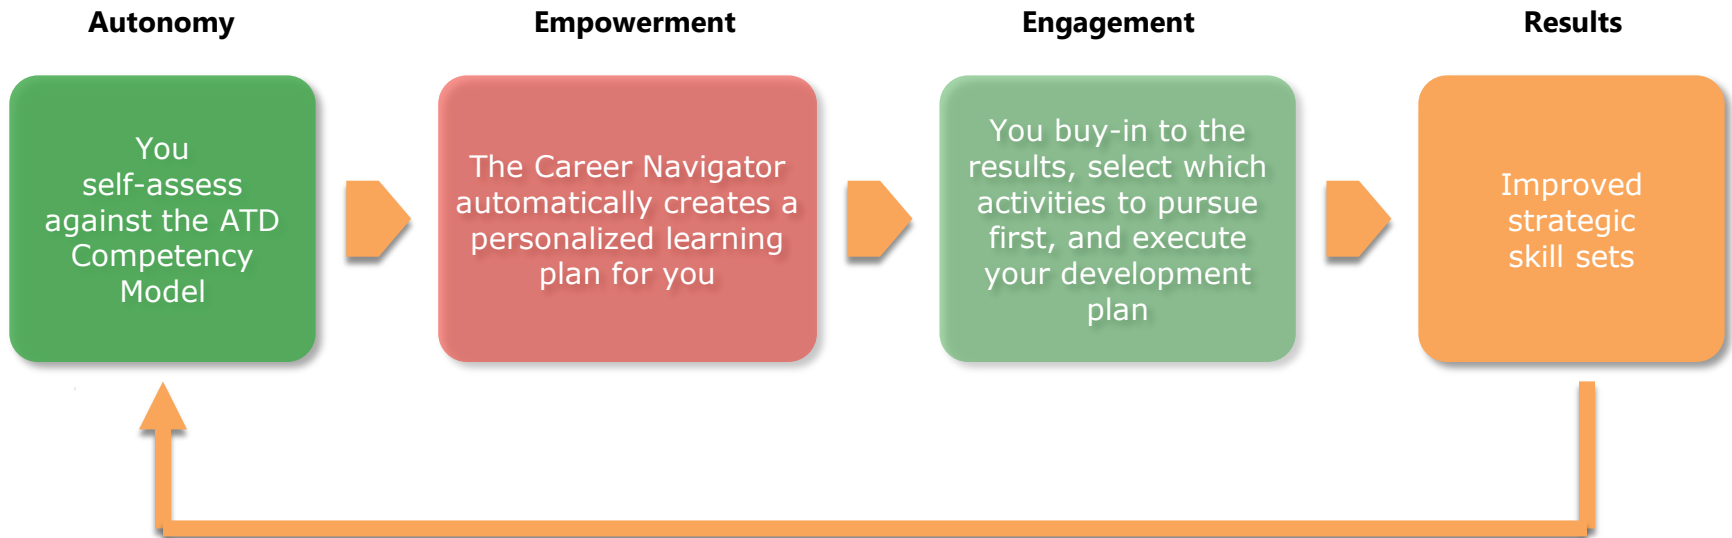 Autonomy
Empowerment
Engagement
Results
You
self-assess
against the ATD
Competency
Model
The Career Navigator
automatically creates a
personalized learning
plan for you
You buy-in to the
results, select which
activities to pursue
first, and execute
your development
plan
Improved
strategic
skill sets